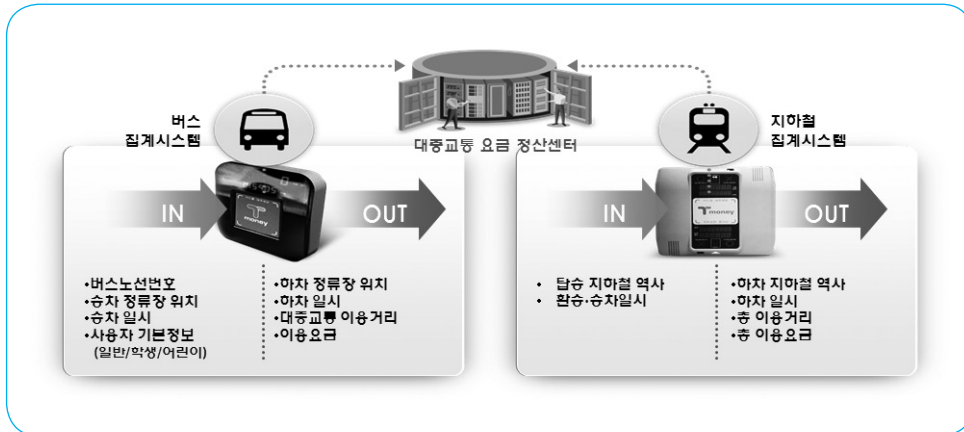 대중교통 요금 정산센터
버스
집계시스템
IN
T money
OUT
•버스노선번호
•승차 정류장 위치
•승차 일시
•사용자 기본정보
(일반/학생/어린이)
•하차 정류장 위치
•하차 일시
•대중교통 이용거리
•이용요금
지하철
집계시스템
IN
T money
OUT
• 탑승 지하철 역사
• 환승·승차일시
•하차 지하철 역사
•하차 일시
•총 이용거리
•총 이용요금